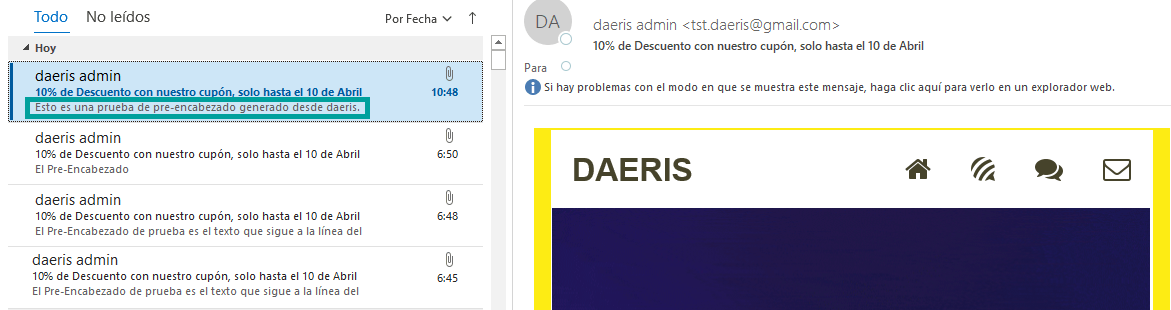 Todo No leídos Por Fecha
Hoy
daeris admin
10% de Descuento con nuestro cupón, solo hasta el 10 de Abril 10:48
Esto es una prueba de pre-encabezado generado desde daeris.
daeris admin
10% de Descuento con nuestro cupón, solo hasta el 10 de Abril 6:50
El Pre-Encabezado
daeris admin
10% de Descuento con nuestro cupón, solo hasta el 10 de Abril 6:48
El Pre-Encabezado de prueba es el texto que sigue a la línea del
daeris admin
10% de Descuento con nuestro cupón, solo hasta el 10 de Abril 6:45
El Pre-Encabezado de prueba es el texto que sigue a la línea del
DA
daeris admin <tst.daeris@gmail.com>
10% de Descuento con nuestro cupón, solo hasta el 10 de Abril
Para
Si hay problemas con el modo en que se muestra este mensaje, haga clic aquí para verlo en un explorador web.
DAERIS